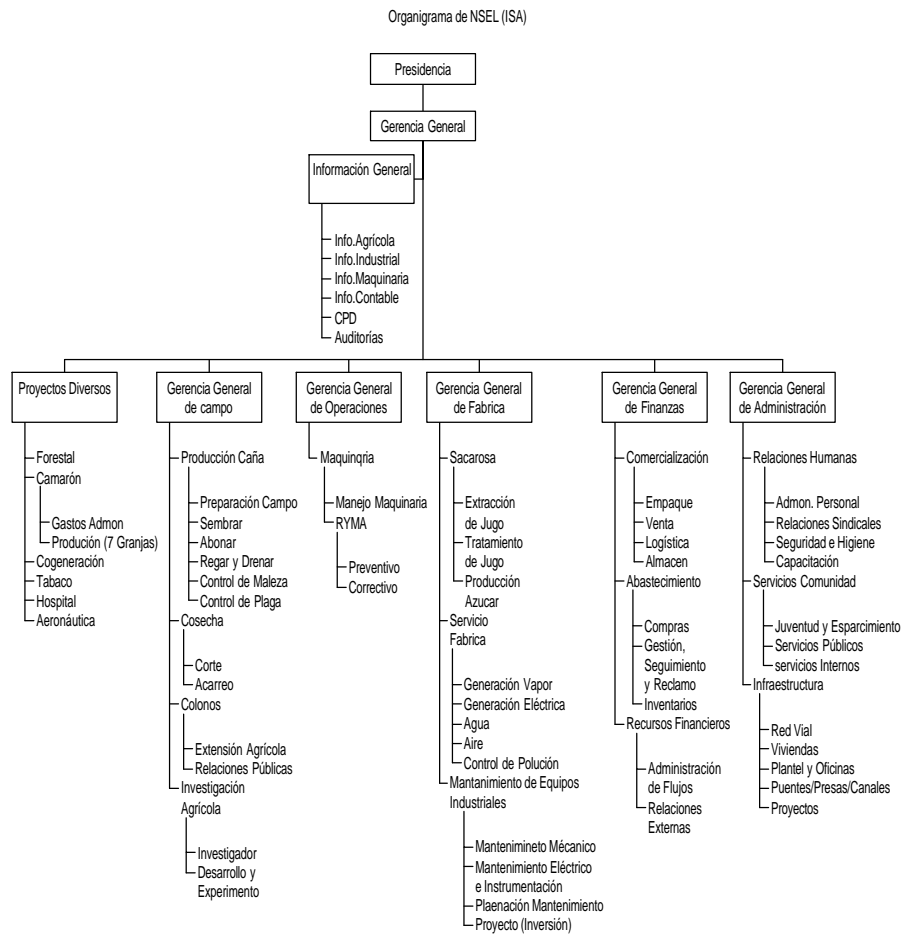 Organigrama de NSEL (ISA)
Presidencia
Gerencia General
Información General
Info.Agrícola
Info.Industrial
Info.Maquinaria
Info.Contable
CPD
Auditorías
Proyectos Diversos
Forestal
Camarón
Gastos Admon
Produción (7 Granjas)
Cogeneración
Tabaco
Hospital
Aeronáutica
Gerencia General
de campo
Producción Caña
Preparación Campo
Sembrar
Abonar
Regar y Drenar
Control de Maleza
Control de Plaga
Cosecha
Corte
Acarreo
Colonos
Extensión Agrícola
Relaciones Públicas
Investigación
Agrícola
Investigador
Desarrollo y
Experimento
Gerencia General
de Operaciones
Maquinqria
Manejo Maquinaria
RYMA
Preventivo
Correctivo
Gerencia General
de Fabrica
Sacarosa
Extracción
de Jugo
Tratamiento
de Jugo
Producción
Azucar
Servicio
Fabrica
Generación Vapor
Generación Eléctrica
Agua
Aire
Control de Polución
Mantanimiento de Equipos
Industriales
Mantenimineto Mécanico
Mantenimiento Eléctrico
e Instrumentación
Plaenación Mantenimiento
Proyecto (Inversión)
Gerencia General
de Finanzas
Comercialización
Empaque
Venta
Logística
Almacen
Abastecimiento
Compras
Gestión,
Seguimiento
y Reclamo
Inventarios
Recursos Financieros
Administración
de Flujos
Relaciones
Externas
Gerencia General
de Administración
Relaciones Humanas
Admon. Personal
Relaciones Sindicales
Seguridad e Higiene
Capacitación
Servicios Comunidad
Juventud y Esparcimiento
Servicios Públicos
servicios Internos
Infraestructura
Red Vial
Viviendas
Plantel y Oficinas
Puentes/Presas/Canales
Proyectos